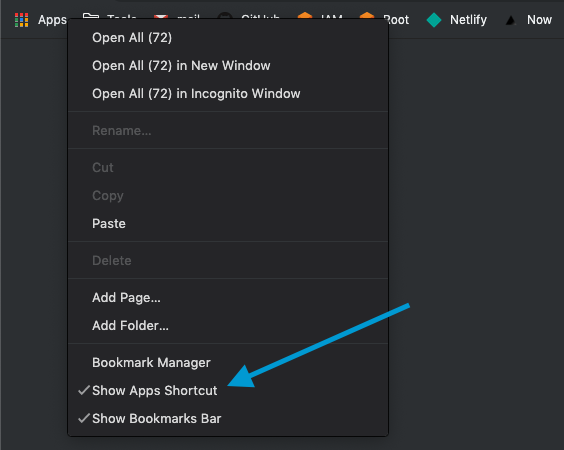 Apps Tools mail GitHub IAM Root Netlify Now
Open All (72)
Open All (72) in New Window
Open All (72) in Incognito Window
Rename...
Cut
Copy
Paste
Delete
Add Page...
Add Folder...
Bookmark Manager
Show Apps Shortcut
Show Bookmarks Bar